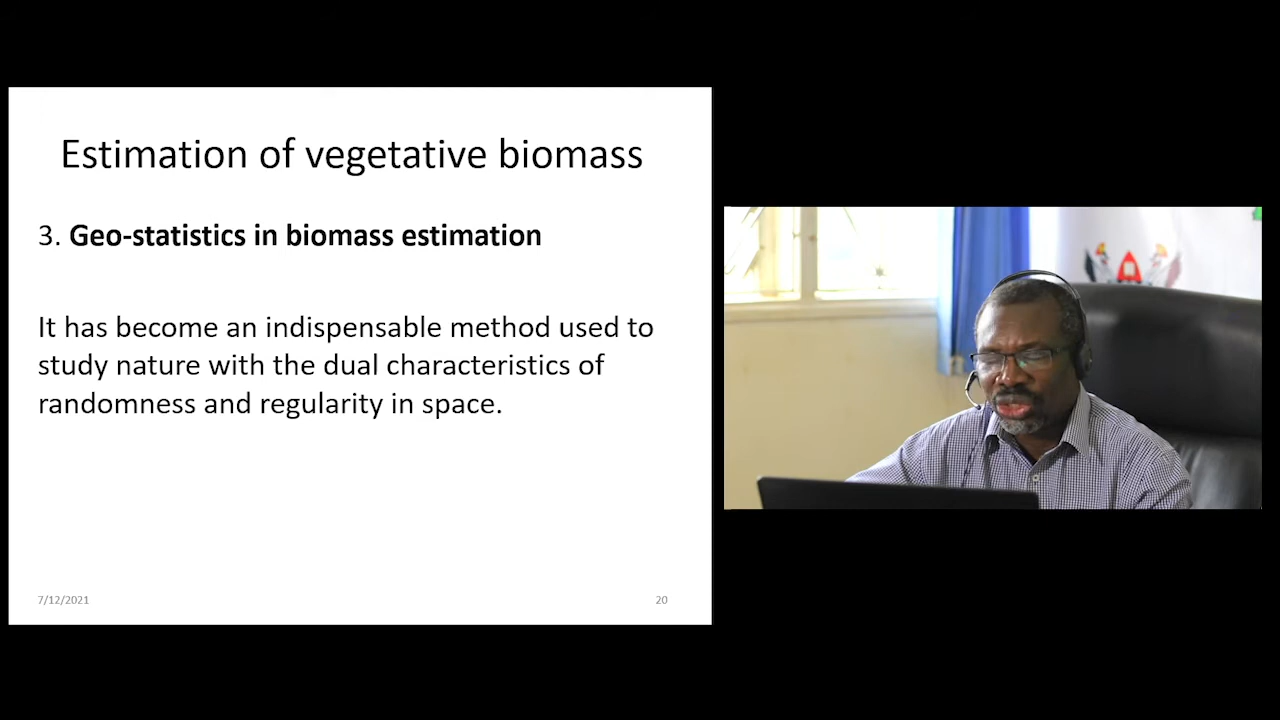 Estimation of vegetative biomass
3. Geo-statistics in biomass estimation
It has become an indispensable method used to
study nature with the dual characteristics of
randomness and regularity in space.
7/12/2021
20